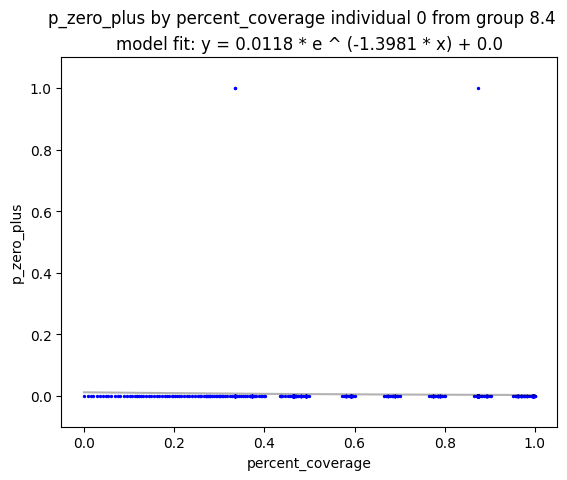 p_zero_plus by percent_coverage individual 0 from group 8.4
model fit: y = 0.0118 * e ^ (-1.3981 * x) + 0.0
1.0
0.8
0.6
0.4
0.2
0.0
p_zero_plus
0.0 0.2 0.4 0.6 0.8 1.0
percent_coverage